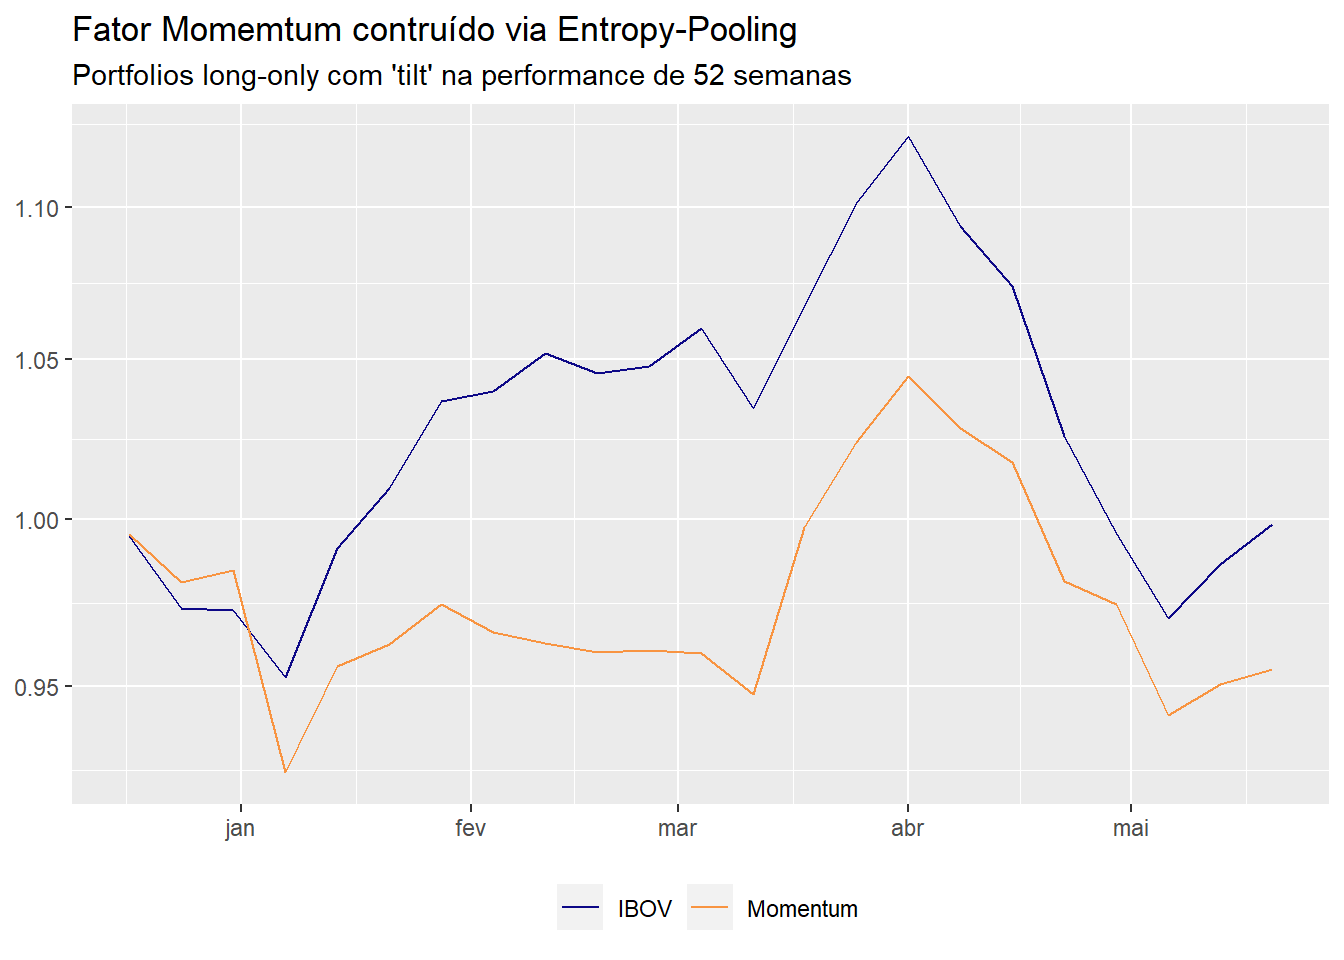 Fator Momemtum contruído via Entropy-Pooling
Portfolios long-only com 'tilt' na performance de 52 semanas
1.10
1.05
1.00
0.95
jan fev mar abr mai
IBOV Momentum